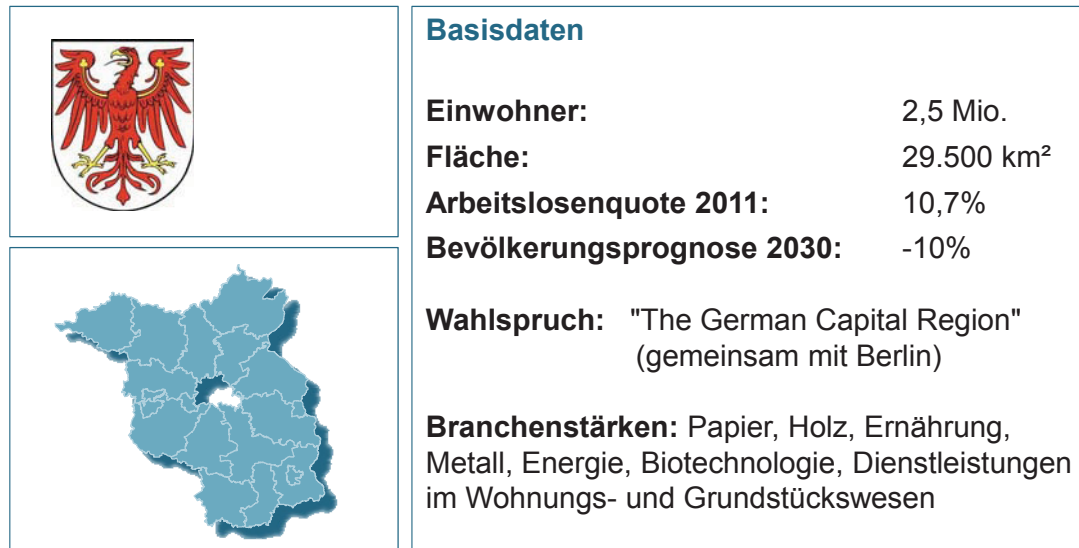 Basisdaten
Einwohner: 2,5 Mio.
Fläche: 29.500 km²
Arbeitslosenquote 2011: 10,7%
Bevölkerungsprognose 2030: -10%
Wahlspruch: "The German Capital Region"
(gemeinsam mit Berlin)
Branchenstärken: Papier, Holz, Ernährung,
Metall, Energie, Biotechnologie, Dienstleistungen
im Wohnungs- und Grundstückswesen